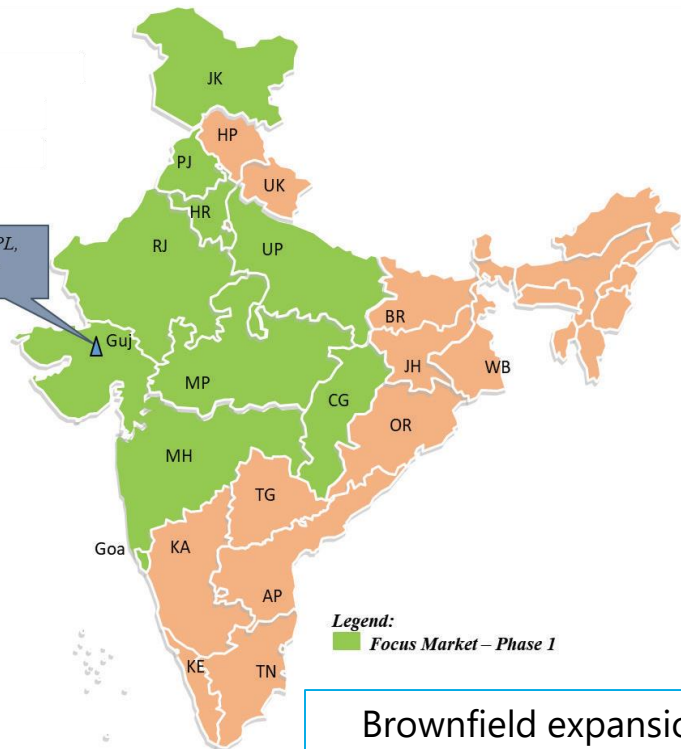 JK
HP
PJ
UK
HR
RJ
UP
Guj
BR
JH
WB
MP
CG
OR
MH
TG
Goa
KA
AP
Legend:
Focus Market – Phase 1
KE
TN
Brownfield